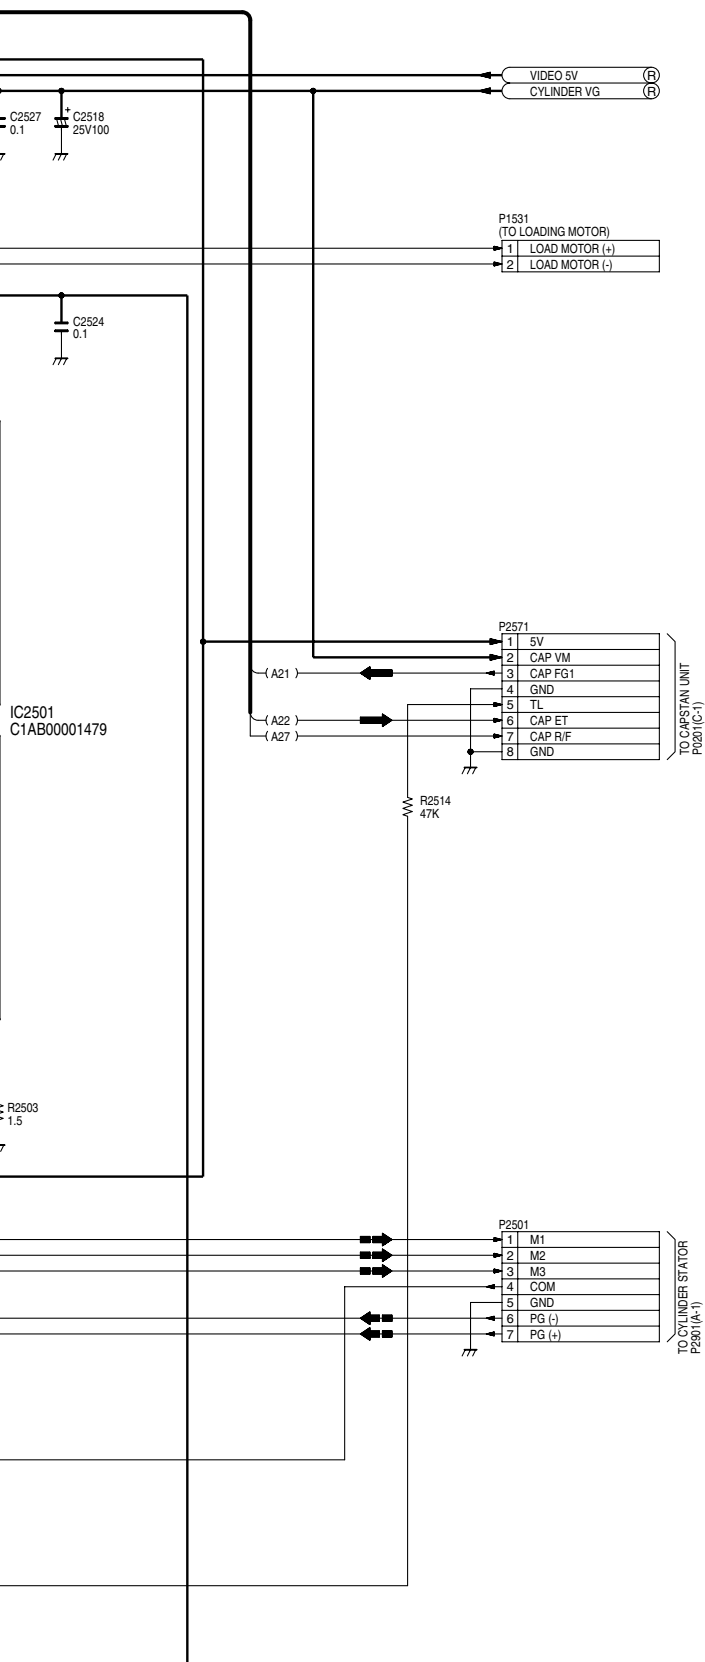 VIDEO 5V R
CYLINDER VG R
C2527
0.1
+
C2518
25V100
P1531
(TO LOADING MOTOR)
1 LOAD MOTOR (+)
2 LOAD MOTOR (-)
C2524
0.1
P2571
1 5V
2 CAP VM
3 CAP FG1
4 GND
5 TL
6 CAP ET
7 CAP R/F
8 GND
TO CAPSTAN UNIT
P0201(C-1)
( A21 )
( A22 )
( A27 )
IC2501
C1AB00001479
R2514
47K
R2503
1.5
P2501
1 M1
2 M2
3 M3
4 COM
5 GND
6 PG (-)
7 PG (+)
TO CYLINDER STATOR
P2901(A-1)